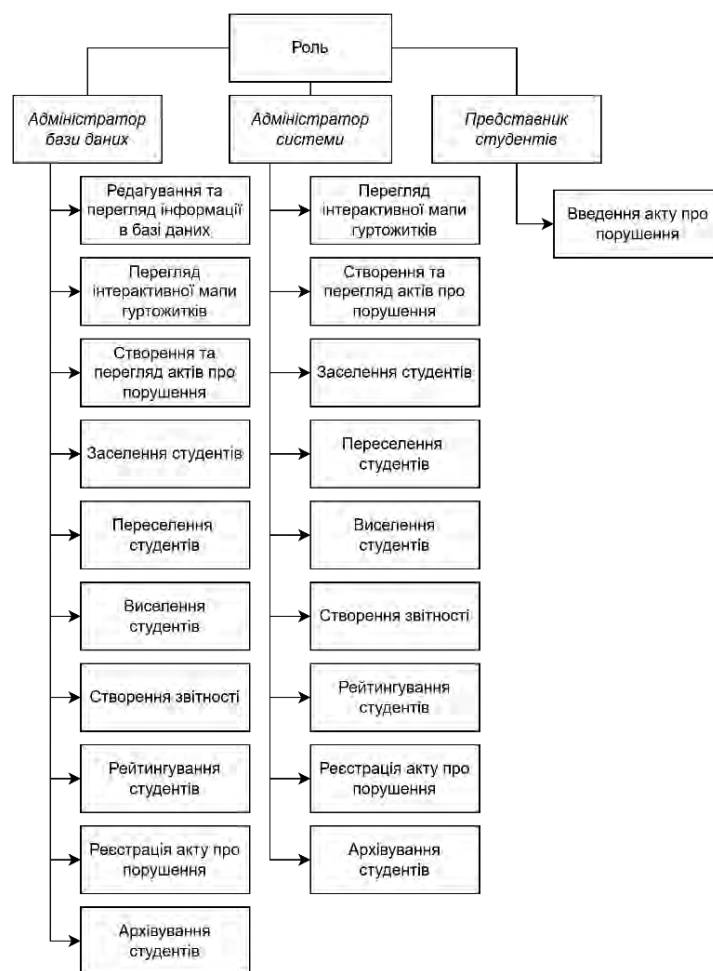 Роль
Адміністратор
бази даних
Адміністратор
системи
Представник
студентів
Редагування та
перегляд інформації
в базі даних
Перегляд
інтерактивної мапи
гуртожитків
Створення та
перегляд актів про
порушення
Заселення студентів
Переселення
студентів
Виселення
студентів
Створення звітності
Рейтингування
студентів
Реєстрація акту про
порушення
Архівування
студентів
Перегляд
інтерактивної мапи
гуртожитків
Створення та
перегляд актів про
порушення
Заселення студентів
Переселення
студентів
Виселення
студентів
Створення звітності
Рейтингування
студентів
Реєстрація акту про
порушення
Архівування
студентів
Введення акту про
порушення